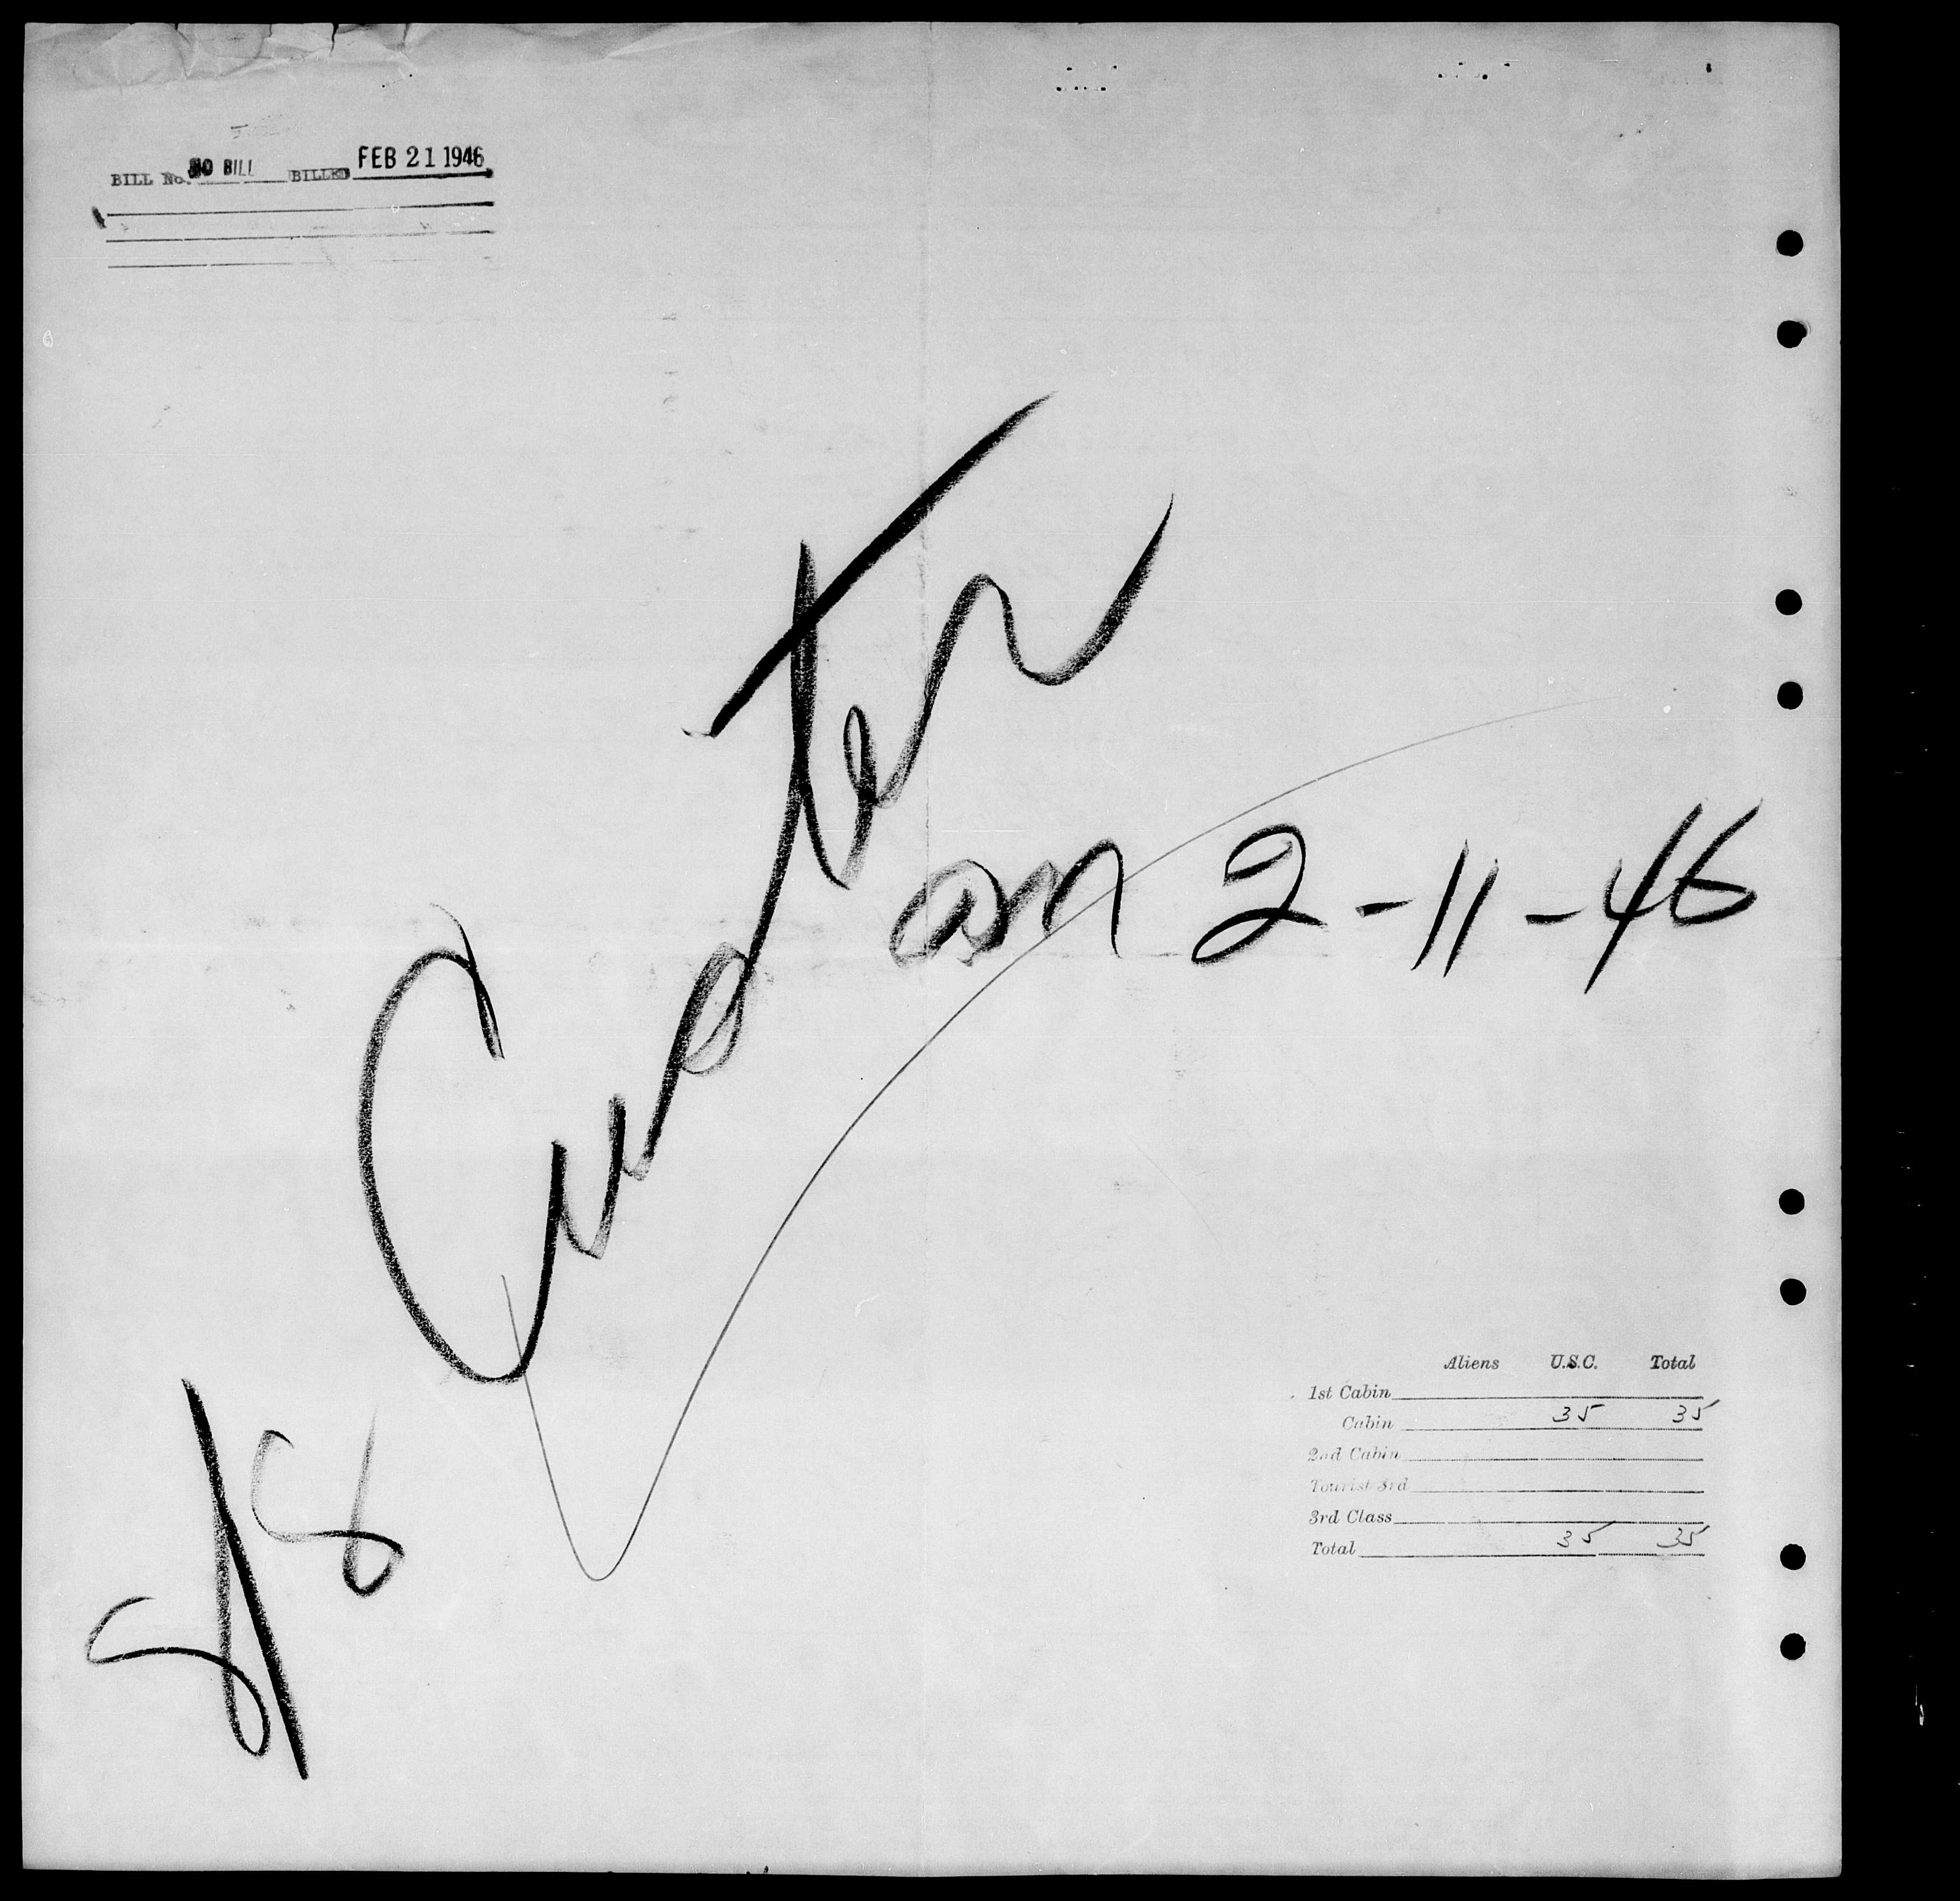 BILL No. NO BILL BILLED FEB 21 1946
S/S Custer
on 2-11-46
Aliens U.S.C. Total
1st Cabin
Cabin 35 35
2nd Cabin
Tourist 3rd
3rd Class
Total 35 35